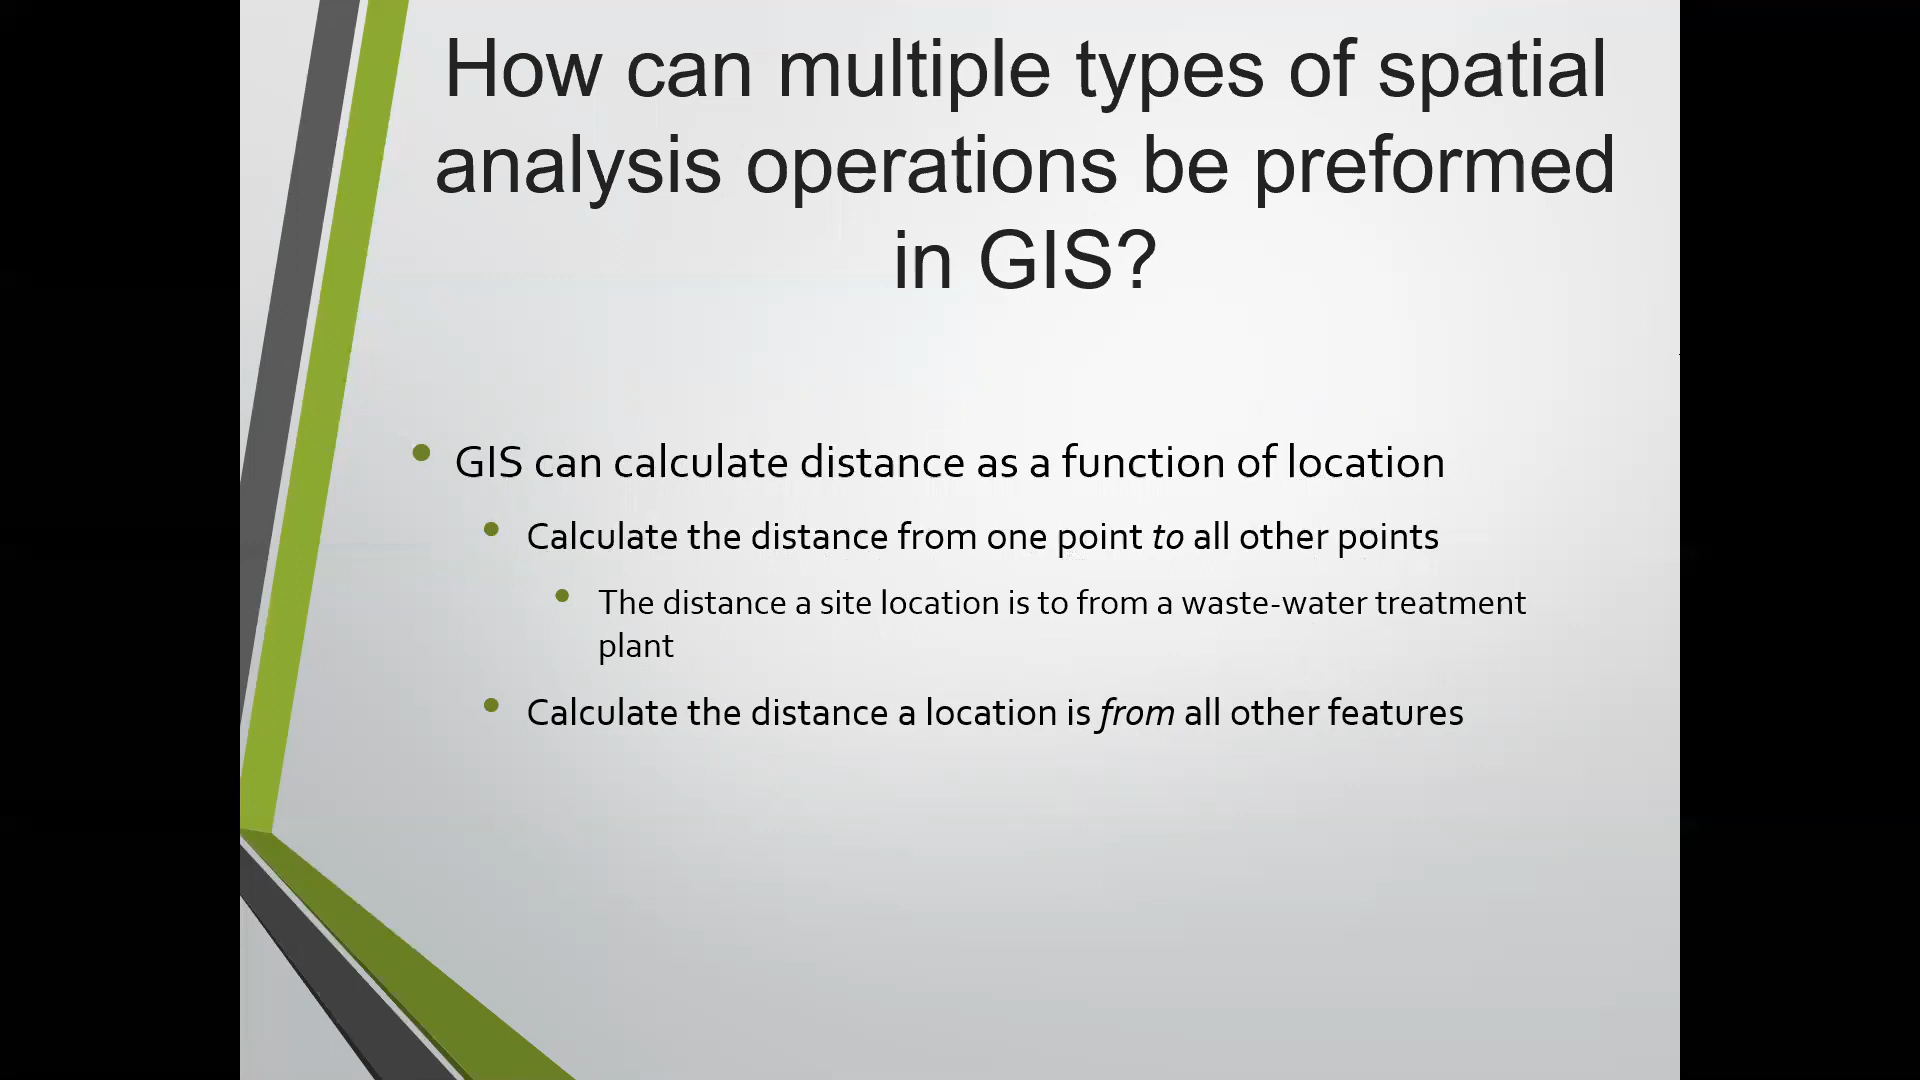 How can multiple types of spatial
analysis operations be preformed
in GIS?
• GIS can calculate distance as a function of location
• Calculate the distance from one point to all other points
• The distance a site location is to from a waste-water treatment
plant
• Calculate the distance a location is from all other features